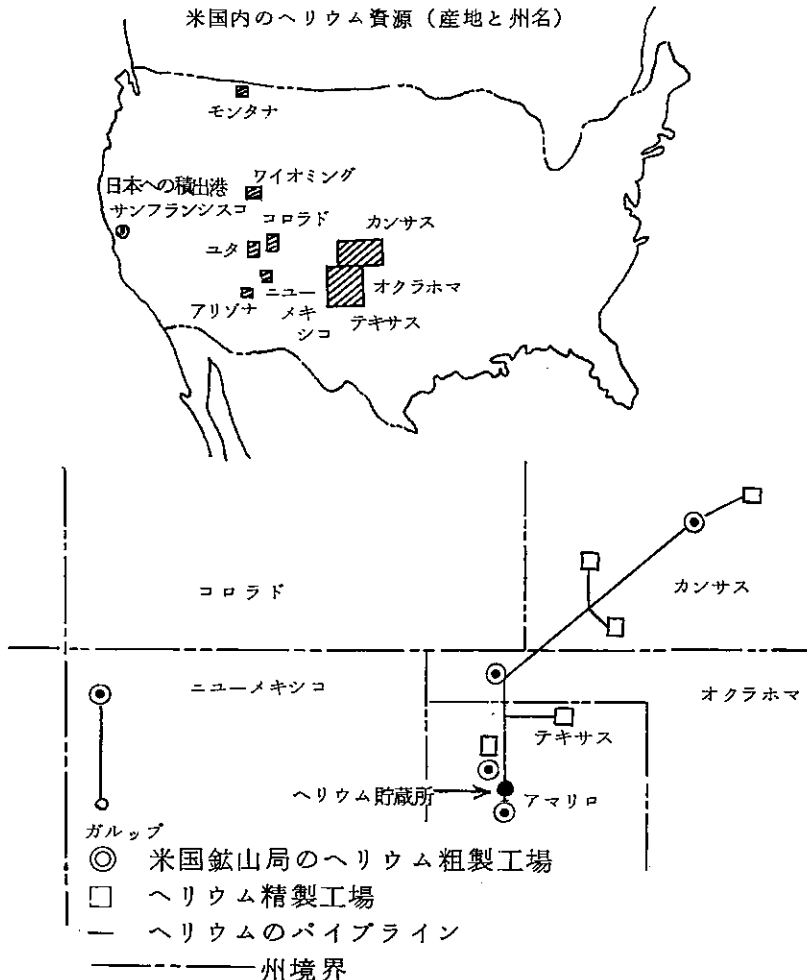 米国内のヘリウム資源（産地と州名）
モンタナ
ワイオミング
日本への積出港
サンフランシスコ
コロラド
カンサス
ユタ
オクラホマ
アリゾナ
ニユー
メキ
シコ
テキサス
コロラド
カンサス
ニユーメキシコ
オクラホマ
テキサス
ヘリウム貯蔵所
アマリロ
ガルップ
◎ 米国鉱山局のヘリウム粗製工場
□ ヘリウム精製工場
― ヘリウムのパイプライン
州境界